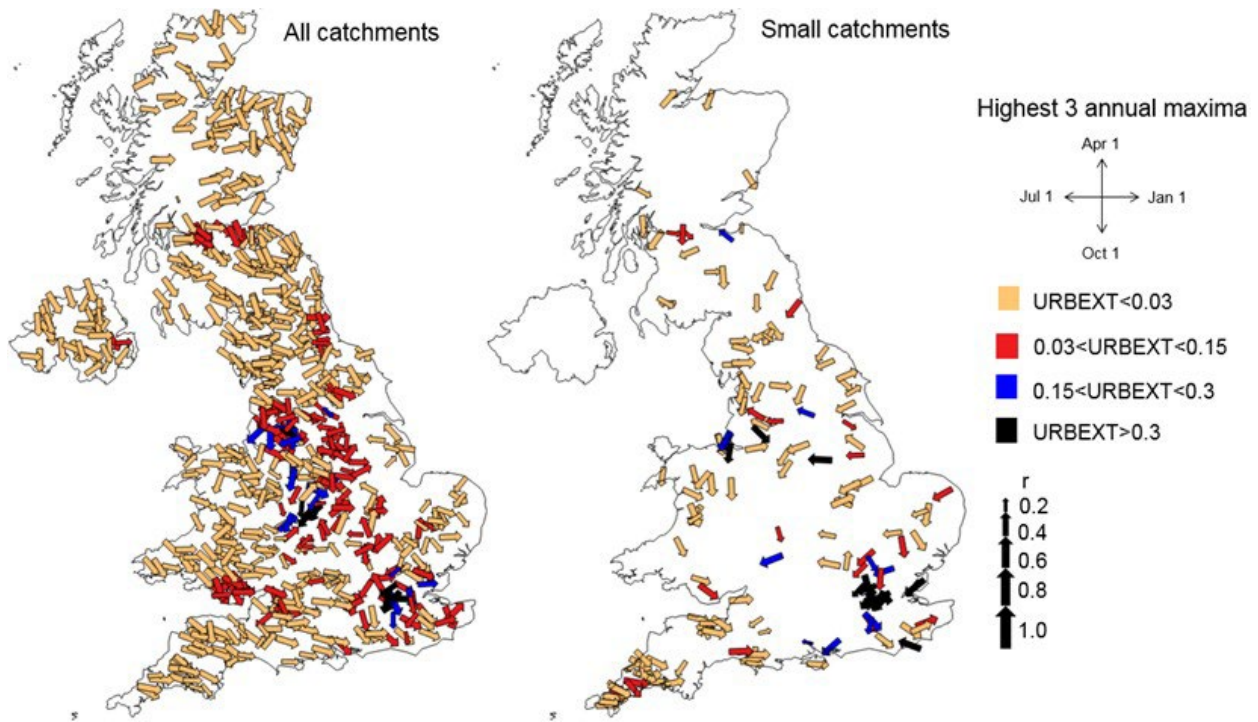 All catchments
Small catchments
Highest 3 annual maxima
Apr 1
Jul 1
Jan 1
Oct 1
URBEXT<0.03
0.03<URBEXT<0.15
0.15<URBEXT<0.3
URBEXT>0.3
r
0.2
0.4
0.6
0.8
1.0